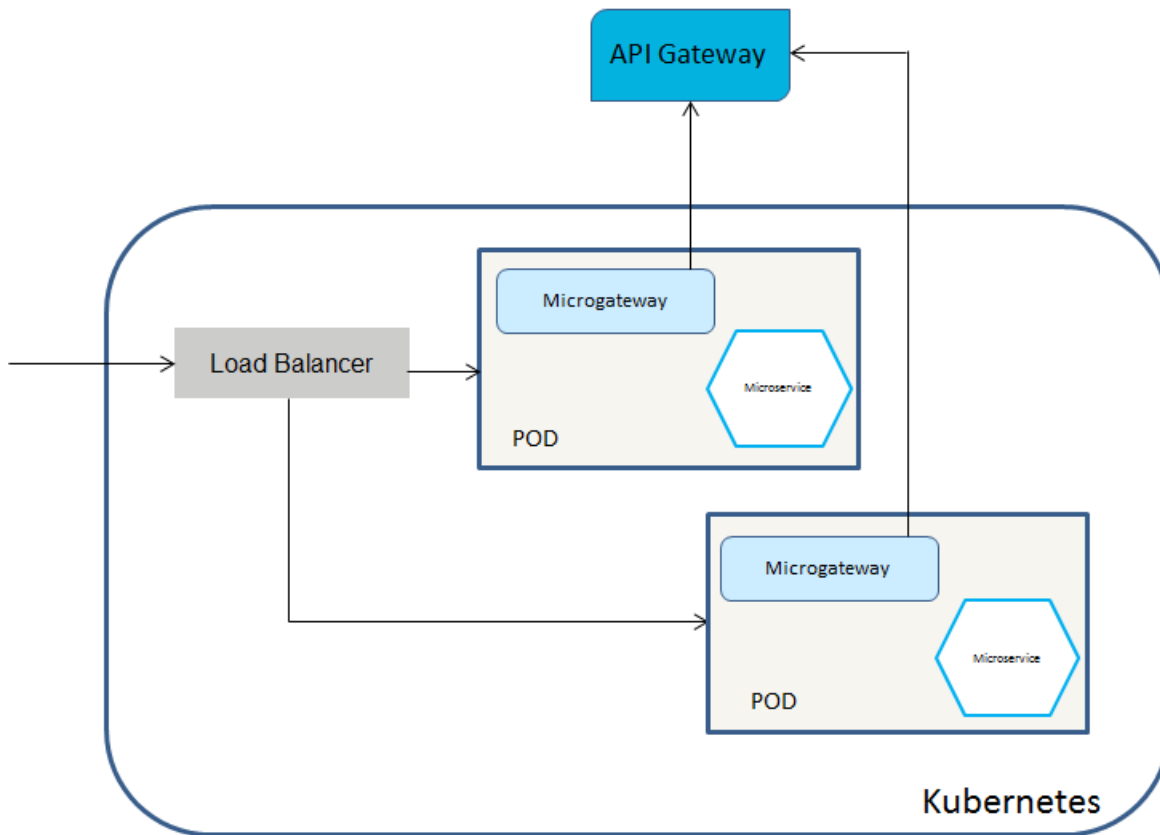 API Gateway
Microgateway
Load Balancer
Microservice
POD
Microgateway
Microservice
POD
Kubernetes